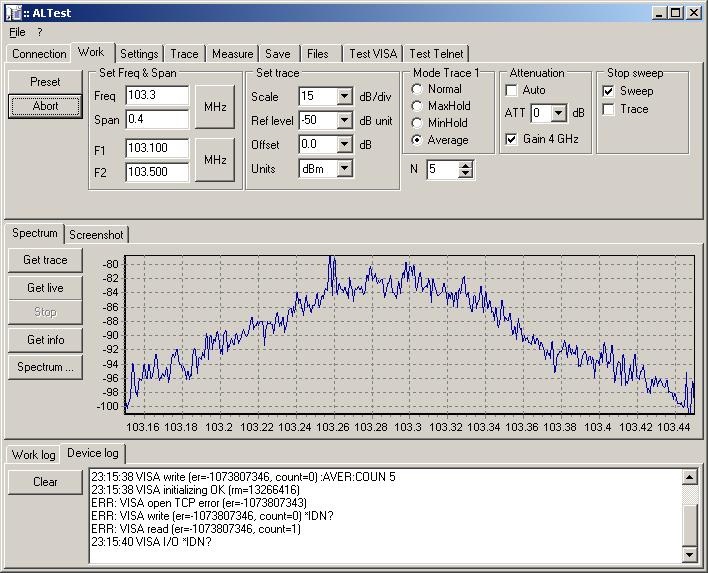 :: ALTest
File ?
Connection Work Settings Trace Measure Save Files Test VISA Test Telnet
Preset
Abort
Set Freq & Span
Freq 103.3 MHz
Span 0.4
F1 103.100 MHz
F2 103.500
Set trace
Scale 15 dB/div
Ref level -50 dB unit
Offset 0.0 dB
Units dBm
Mode Trace 1
Normal
MaxHold
MinHold
Average
N 5
Attenuation
Auto
ATT 0 dB
Gain 4 GHz
Stop sweep
Sweep
Trace
Spectrum Screenshot
Get trace
Get live
Stop
Get info
Spectrum ...
-80
-82
-84
-86
-88
-90
-92
-94
-96
-98
-100
103.16 103.18 103.2 103.22 103.24 103.26 103.28 103.3 103.32 103.34 103.36 103.38 103.4 103.42 103.44
Work log Device log
Clear
23:15:38 VISA write (er=-1073807346, count=0) :AVER:COUN 5
23:15:38 VISA initializing OK (rm=13266416)
ERR: VISA open TCP error (er=-1073807343)
ERR: VISA write (er=-1073807346, count=0) *IDN?
ERR: VISA read (er=-1073807346, count=1)
23:15:40 VISA I/O *IDN?